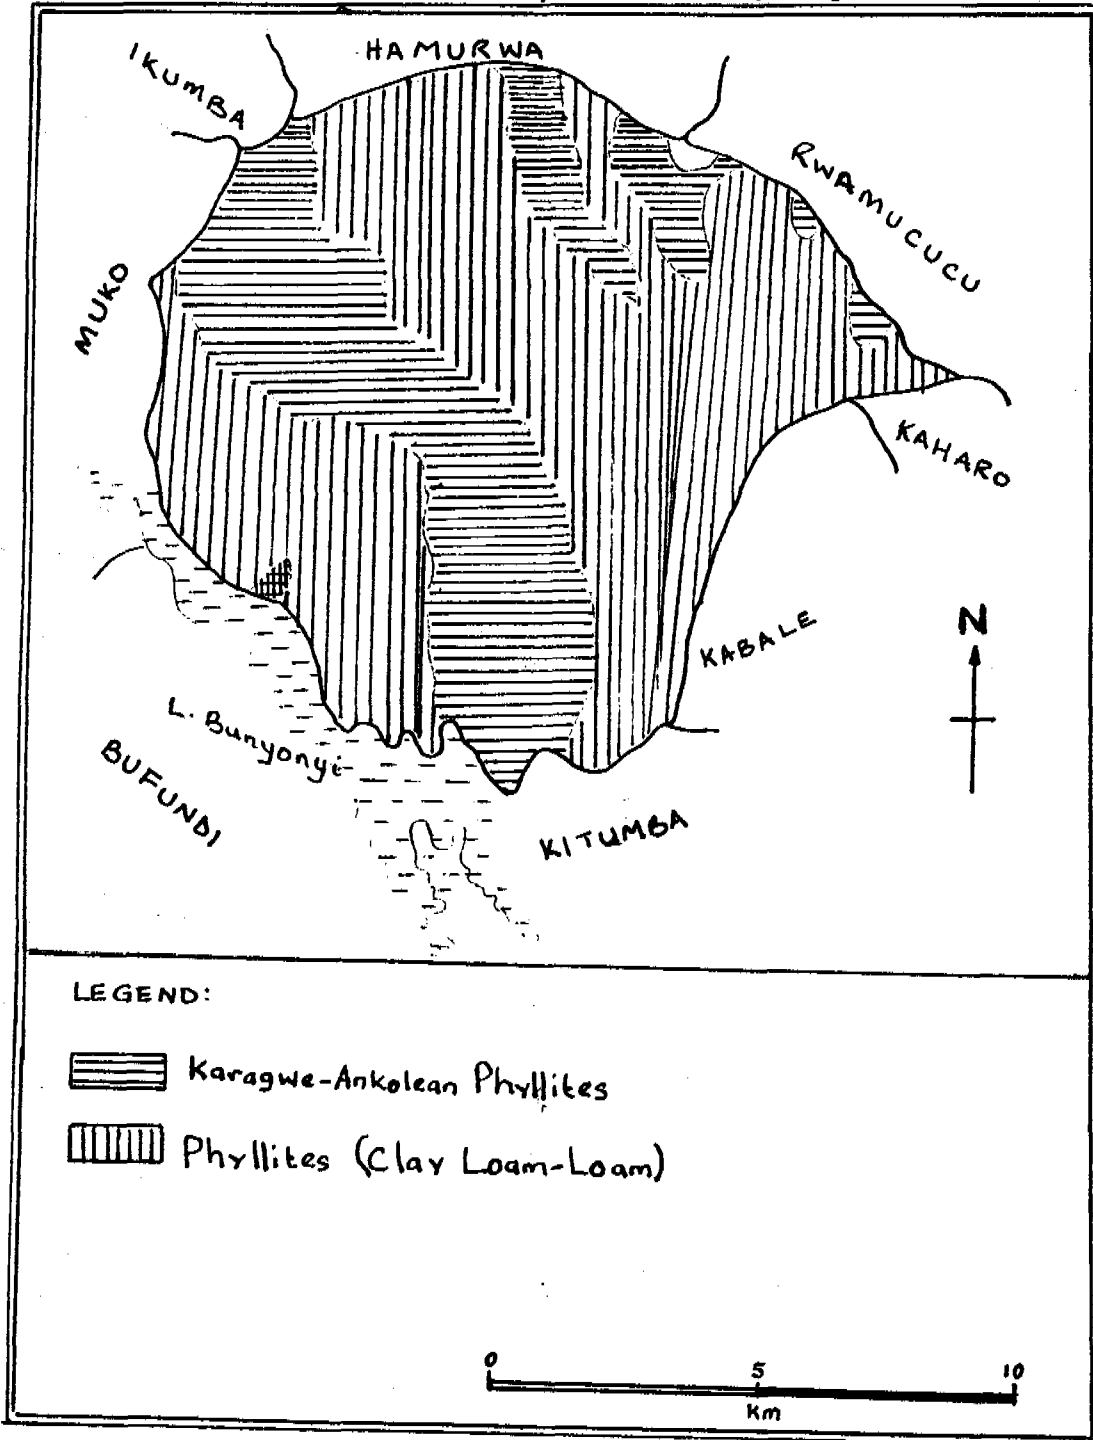 HAMURWA
IKUMBA
RWAMUCUCU
MUKO
KAHARO
N
KABALE
L. Bunyonyi
BUFUNDI
KITUMBA
LEGEND:
Karagwe-Ankolean Phyllites
Phyllites (Clay Loam-Loam)
0 5 10
Km